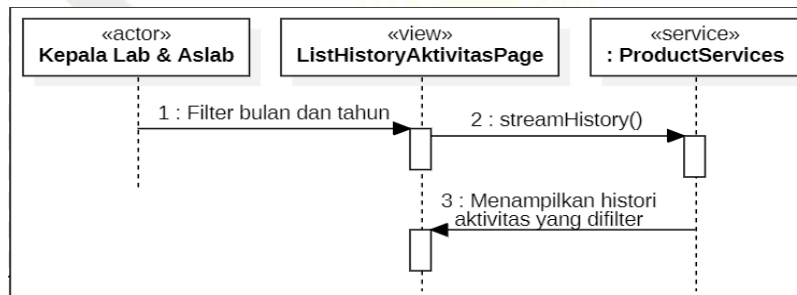 «actor»
Kepala Lab & Aslab
«view»
ListHistoryAktivitasPage
«service»
: ProductServices
1 : Filter bulan dan tahun
2 : streamHistory()
3 : Menampilkan histori
aktivitas yang difilter